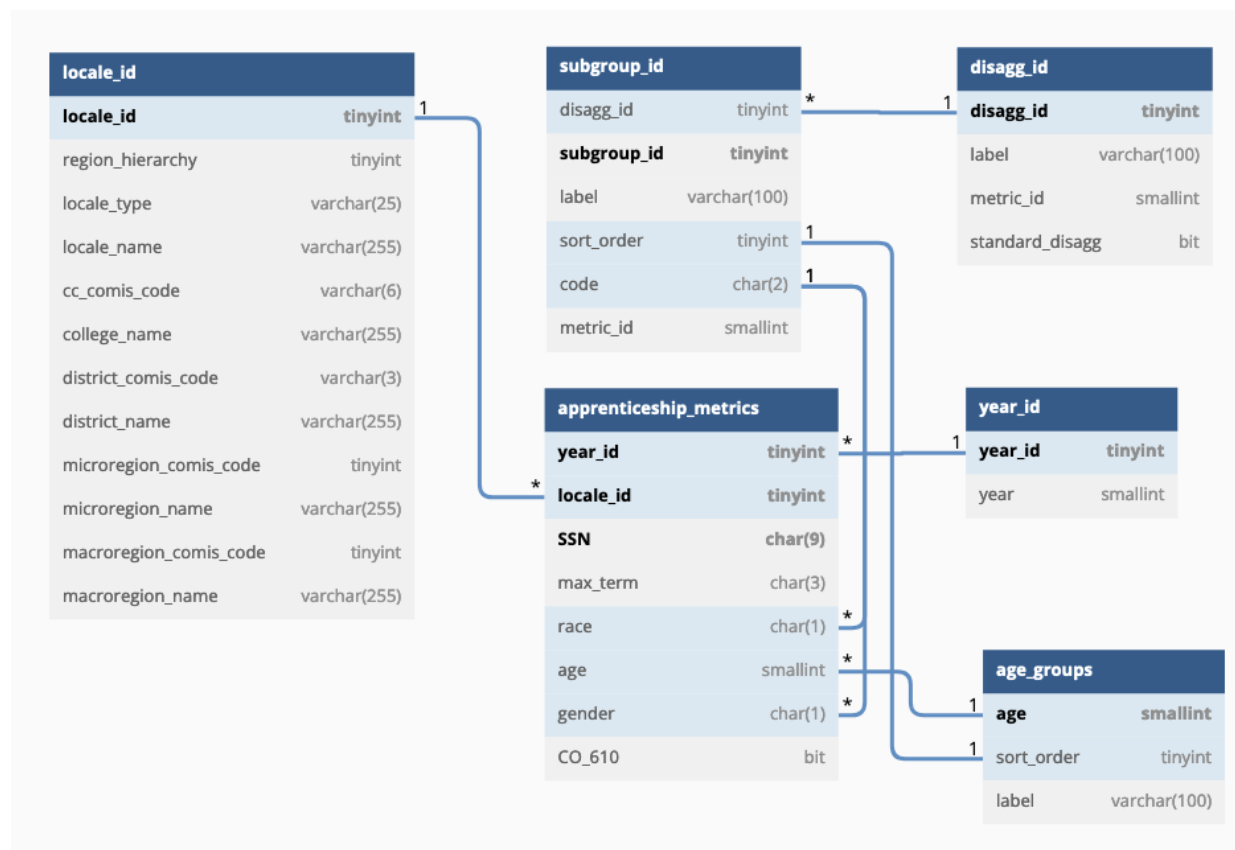 locale_id
locale_id tinyint
region_hierarchy tinyint
locale_type varchar(25)
locale_name varchar(255)
cc_comis_code varchar(6)
college_name varchar(255)
district_comis_code varchar(3)
district_name varchar(255)
microregion_comis_code tinyint
microregion_name varchar(255)
macroregion_comis_code tinyint
macroregion_name varchar(255)
1
*
subgroup_id
disagg_id tinyint
subgroup_id tinyint
label varchar(100)
sort_order tinyint
code char(2)
metric_id smallint
*
1
1
1
disagg_id
disagg_id tinyint
label varchar(100)
metric_id smallint
standard_disagg bit
apprenticeship_metrics
year_id tinyint
locale_id tinyint
SSN char(9)
max_term char(3)
race char(1)
age smallint
gender char(1)
CO_610 bit
*
1
*
*
*
year_id
year_id tinyint
year smallint
1
1
age_groups
age smallint
sort_order tinyint
label varchar(100)